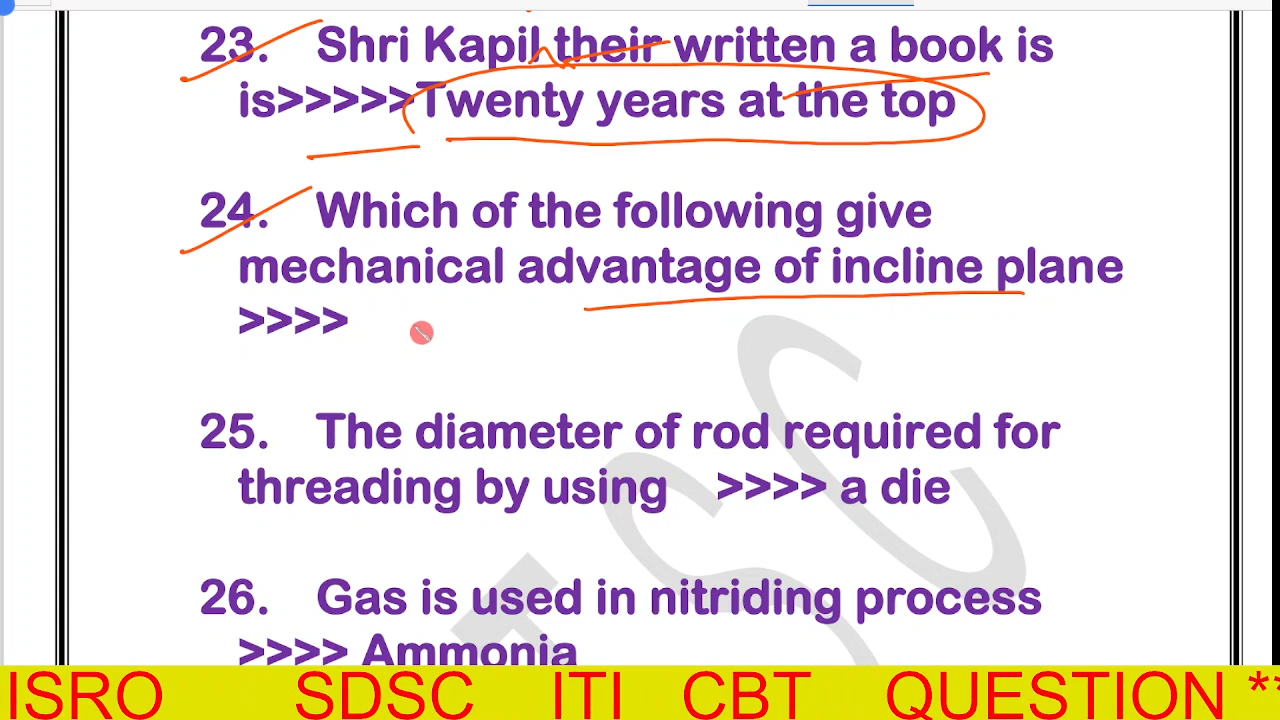 23. Shri Kapil their written a book is
is>>>>>Twenty years at the top
24. Which of the following give
mechanical advantage of incline plane
>>>>
25. The diameter of rod required for
threading by using >>>> a die
26. Gas is used in nitriding process
>>>> Ammonia
TSC
ISRO SDSC ITI CBT QUESTION **